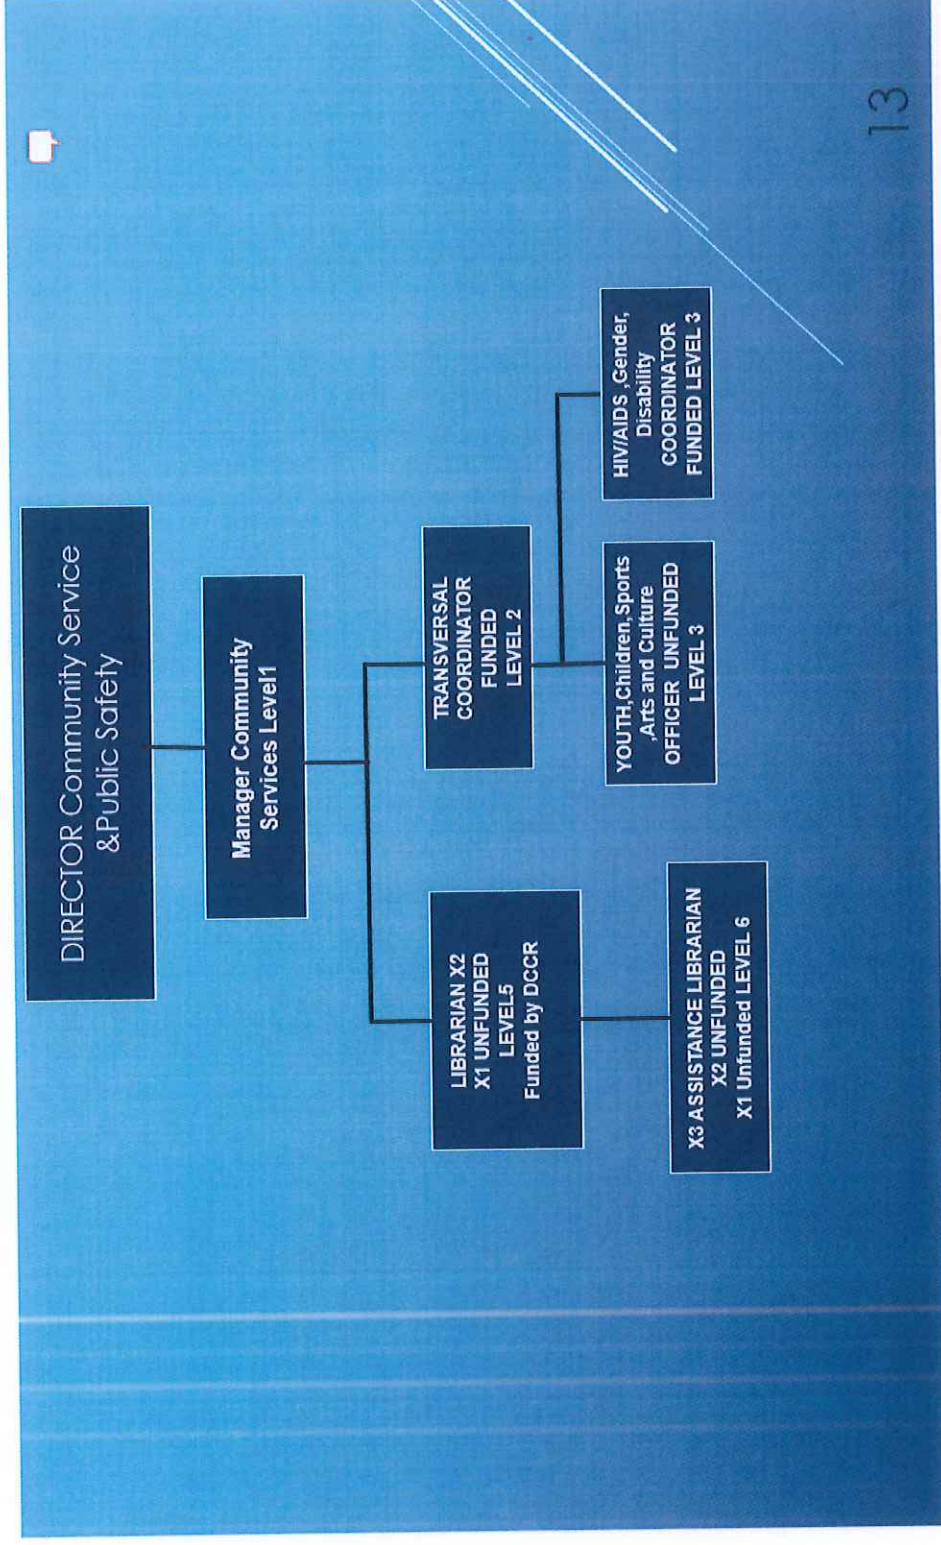 DIRECTOR Community Service
&Public Safety
Manager Community
Services Level1
LIBRARIAN X2
X1 UNFUNDED
LEVEL5
Funded by DCCR
TRANSVERSAL
COORDINATOR
FUNDED
LEVEL 2
X3 ASSISTANCE LIBRARIAN
X2 UNFUNDED
X1 Unfunded LEVEL 6
YOUTH,Children,Sports
,Arts and Culture
OFFICER UNFUNDED
LEVEL 3
HIV/AIDS ,Gender,
Disability
COORDINATOR
FUNDED LEVEL 3
13